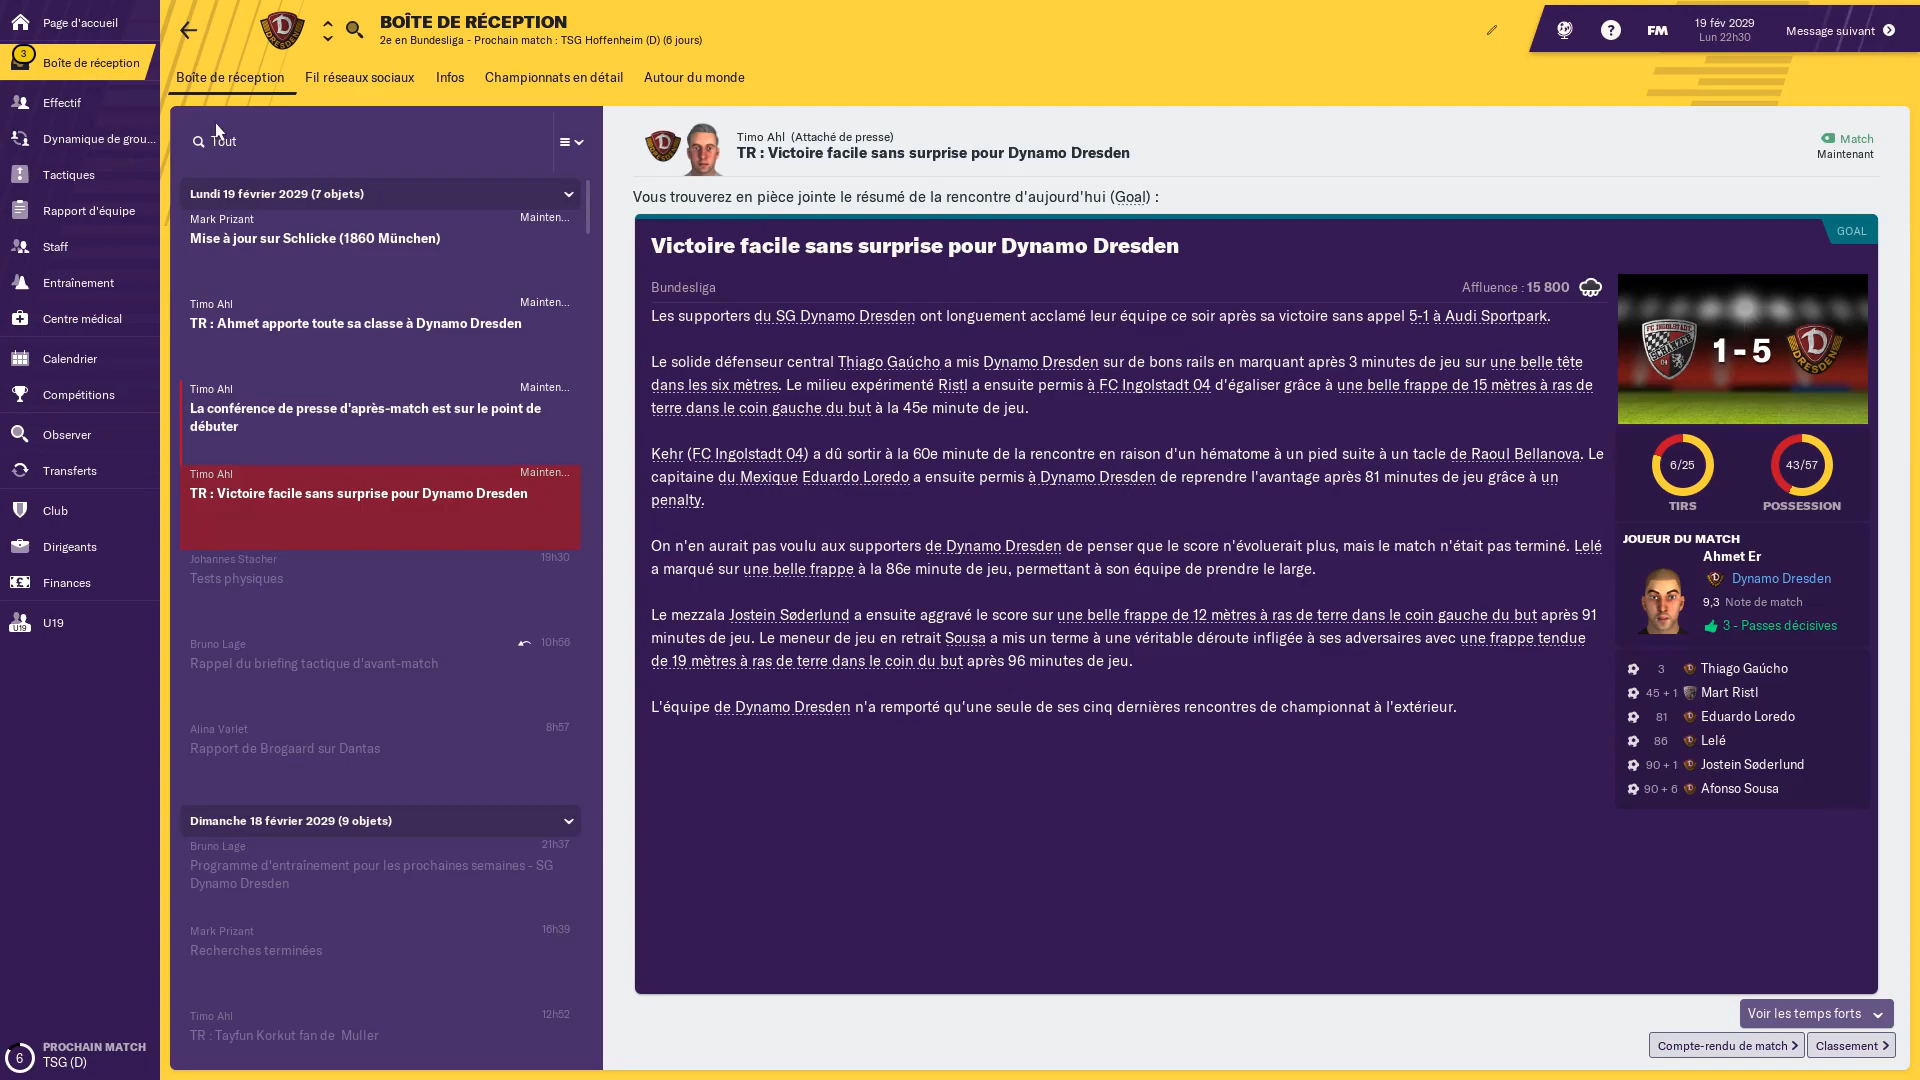 Page d'accueil
3
Boîte de réception
Effectif
Dynamique de grou...
Tactiques
Rapport d'équipe
Staff
Entraînement
Centre médical
Calendrier
Compétitions
Observer
Transferts
Club
Dirigeants
Finances
U19
U19
6
PROCHAIN MATCH
TSG (D)
DRESDEN
BOÎTE DE RÉCEPTION
2e en Bundesliga - Prochain match : TSG Hoffenheim (D) (6 jours)
?
FM
19 fév 2029
Lun 22h30
Message suivant
Boîte de réception
Fil réseaux sociaux
Infos
Championnats en détail
Autour du monde
Tout
Lundi 19 février 2029 (7 objets)
Mark Prizant
Mainten...
Mise à jour sur Schlicke (1860 München)
Timo Ahl
Mainten...
TR : Ahmet apporte toute sa classe à Dynamo Dresden
Timo Ahl
Mainten...
La conférence de presse d'après-match est sur le point de
débuter
Timo Ahl
Mainten...
TR : Victoire facile sans surprise pour Dynamo Dresden
Johannes Stacher
19h30
Tests physiques
Bruno Lage
10h56
Rappel du briefing tactique d'avant-match
Alina Varlet
8h57
Rapport de Brogaard sur Dantas
Dimanche 18 février 2029 (9 objets)
Bruno Lage
21h37
Programme d'entraînement pour les prochaines semaines - SG
Dynamo Dresden
Mark Prizant
16h39
Recherches terminées
Timo Ahl
12h52
TR : Tayfun Korkut fan de Muller
Timo Ahl (Attaché de presse)
TR : Victoire facile sans surprise pour Dynamo Dresden
Match
Maintenant
Vous trouverez en pièce jointe le résumé de la rencontre d'aujourd'hui (Goal) :
GOAL
Victoire facile sans surprise pour Dynamo Dresden
Bundesliga
Affluence : 15 800
Les supporters du SG Dynamo Dresden ont longuement acclamé leur équipe ce soir après sa victoire sans appel 5-1 à Audi Sportpark.
Le solide défenseur central Thiago Gaúcho a mis Dynamo Dresden sur de bons rails en marquant après 3 minutes de jeu sur une belle tête
dans les six mètres. Le milieu expérimenté Ristl a ensuite permis à FC Ingolstadt 04 d'égaliser grâce à une belle frappe de 15 mètres à ras de
terre dans le coin gauche du but à la 45e minute de jeu.
Kehr (FC Ingolstadt 04) a dû sortir à la 60e minute de la rencontre en raison d'un hématome à un pied suite à un tacle de Raoul Bellanova. Le
capitaine du Mexique Eduardo Loredo a ensuite permis à Dynamo Dresden de reprendre l'avantage après 81 minutes de jeu grâce à un
penalty.
On n'en aurait pas voulu aux supporters de Dynamo Dresden de penser que le score n'évoluerait plus, mais le match n'était pas terminé. Lelé
a marqué sur une belle frappe à la 86e minute de jeu, permettant à son équipe de prendre le large.
Le mezzala Jostein Søderlund a ensuite aggravé le score sur une belle frappe de 12 mètres à ras de terre dans le coin gauche du but après 91
minutes de jeu. Le meneur de jeu en retrait Sousa a mis un terme à une véritable déroute infligée à ses adversaires avec une frappe tendue
de 19 mètres à ras de terre dans le coin du but après 96 minutes de jeu.
L'équipe de Dynamo Dresden n'a remporté qu'une seule de ses cinq dernières rencontres de championnat à l'extérieur.
FC INGOLSTADT
SCHANZER
04
1 - 5
DRESDEN
6/25
TIRS
43/57
POSSESSION
JOUEUR DU MATCH
Ahmet Er
Dynamo Dresden
9,3 Note de match
3 - Passes décisives
3 Thiago Gaúcho
45 + 1 Mart Ristl
81 Eduardo Loredo
86 Lelé
90 + 1 Jostein Søderlund
90 + 6 Afonso Sousa
Voir les temps forts
Compte-rendu de match
Classement